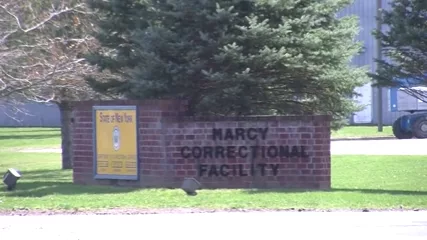 STATE OF NEW YORK
MARCY
CORRECTIONAL
FACILITY